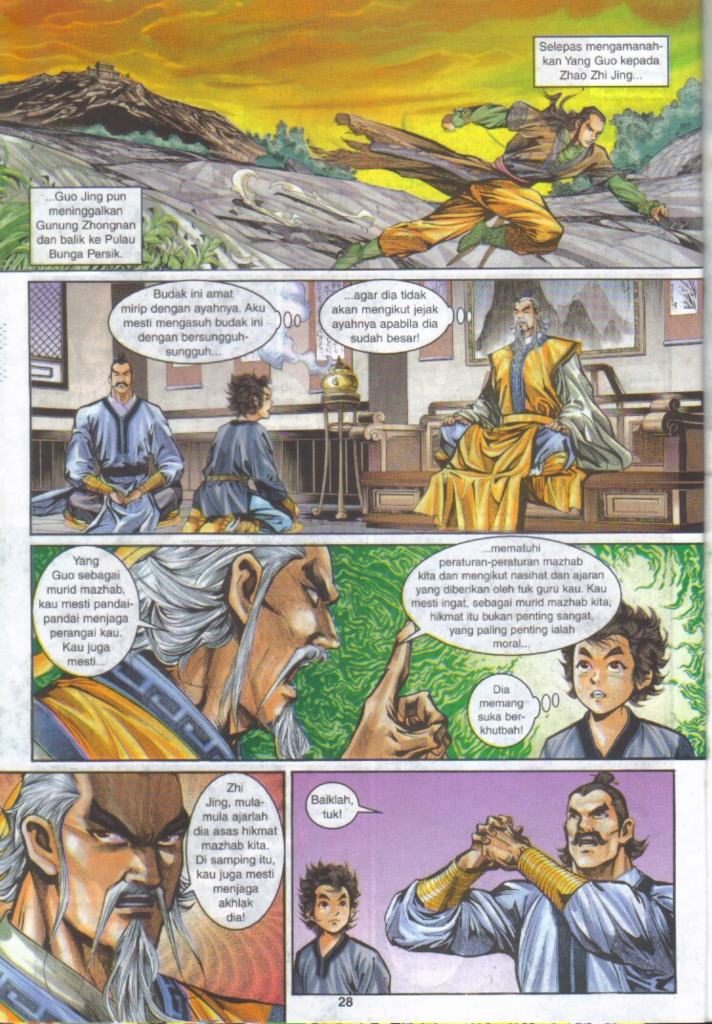 Selepas mengamanah-
kan Yang Guo kepada
Zhao Zhi Jing...
...Guo Jing pun
meninggalkan
Gunung Zhongnan
dan balik ke Pulau
Bunga Persik.
Budak ini amat
mirip dengan ayahnya. Aku
mesti mengasuh budak ini
dengan bersungguh-
sungguh...
...agar dia tidak
akan mengikut jejak
ayahnya apabila dia
sudah besar!
Yang
Guo sebagai
murid mazhab,
kau mesti pandai-
pandai menjaga
perangai kau.
Kau juga
mesti...
...mematuhi
peraturan-peraturan mazhab
kita dan mengikut nasihat dan ajaran
yang diberikan oleh tuk guru kau. Kau
mesti ingat, sebagai murid mazhab kita,
hikmat itu bukan penting sangat,
yang paling penting ialah
moral...
Dia
memang
suka ber-
khutbah!
Zhi
Jing, mula-
mula ajarlah
dia asas hikmat
mazhab kita.
Di samping itu,
kau juga mesti
menjaga
akhlak
dia!
Baiklah,
tuk!
28